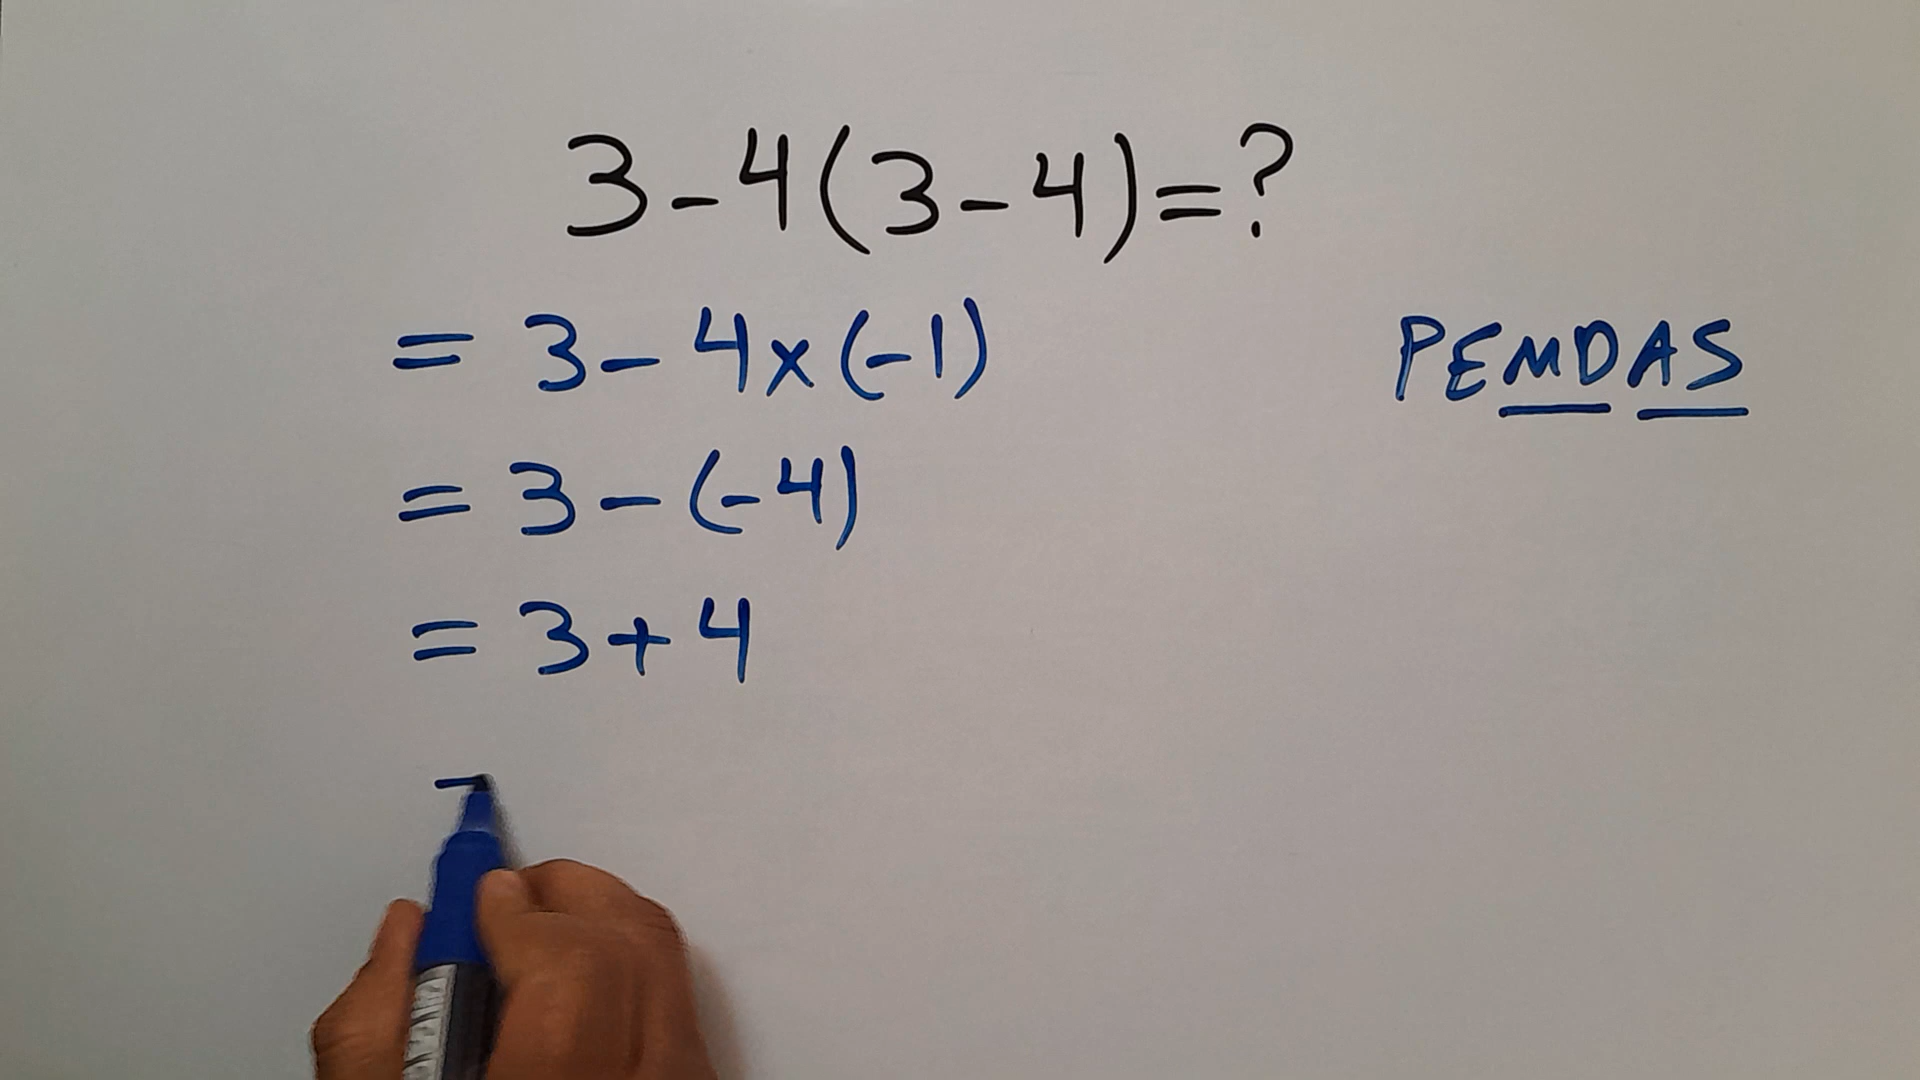 3-4(3-4)=?
= 3-4x(-1)
PEMDAS
= 3-(-4)
= 3+4